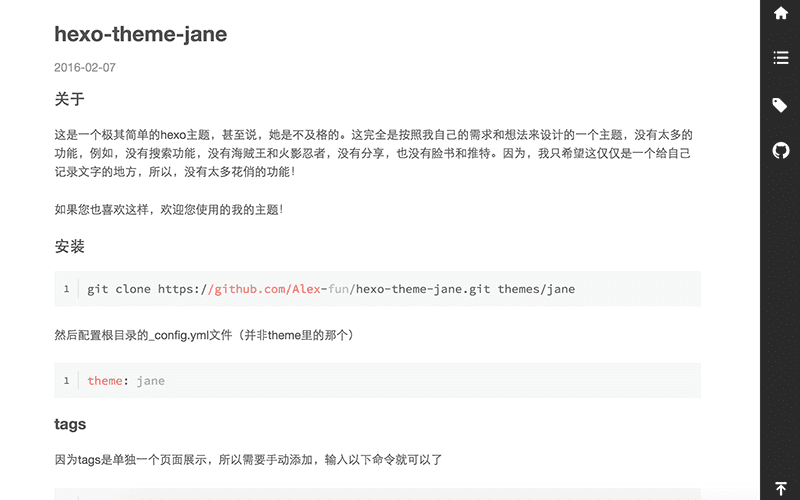 hexo-theme-jane
2016-02-07
关于
这是一个极其简单的hexo主题，甚至说，她是不及格的。这完全是按照我自己的需求和想法来设计的一个主题，没有太多的
功能，例如，没有搜索功能，没有海贼王和火影忍者，没有分享，也没有脸书和推特。因为，我只希望这仅仅是一个给自己
记录文字的地方，所以，没有太多花俏的功能！
如果您也喜欢这样，欢迎您使用的我的主题！
安装
1 git clone https://github.com/Alex-fun/hexo-theme-jane.git themes/jane
然后配置根目录的_config.yml文件（并非theme里的那个）
1 theme: jane
tags
因为tags是单独一个页面展示，所以需要手动添加，输入以下命令就可以了